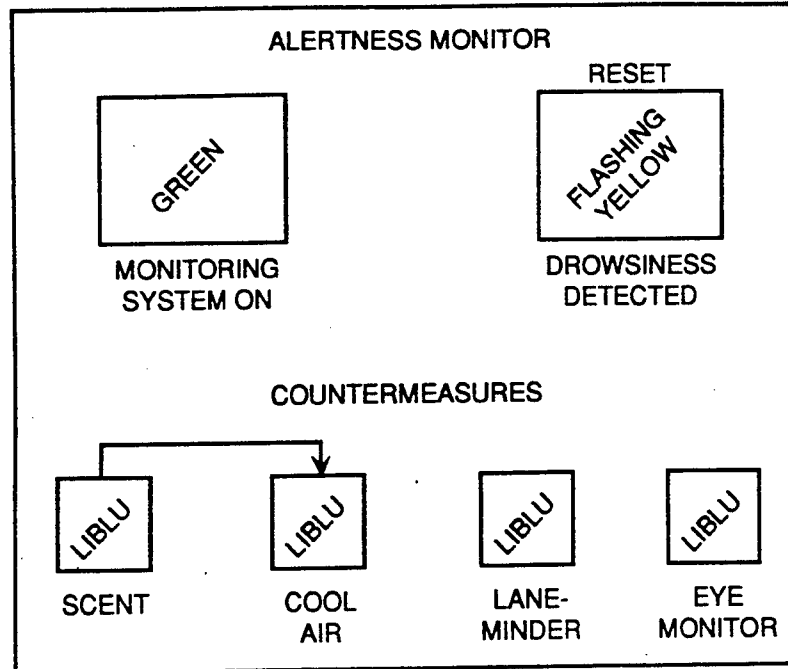 ALERTNESS MONITOR
RESET
GREEN
FLASHING
YELLOW
MONITORING
SYSTEM ON
DROWSINESS
DETECTED
COUNTERMEASURES
LIBLU
LIBLU
LIBLU
LIBLU
SCENT
COOL
AIR
LANE-
MINDER
EYE
MONITOR